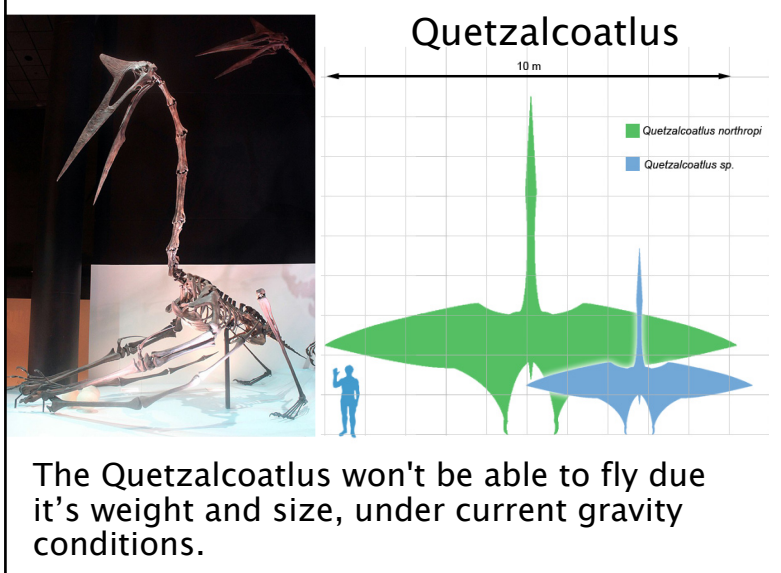 Quetzalcoatlus
10 m
Quetzalcoatlus northropi
Quetzalcoatlus sp.
The Quetzalcoatlus won't be able to fly due
it’s weight and size, under current gravity
conditions.